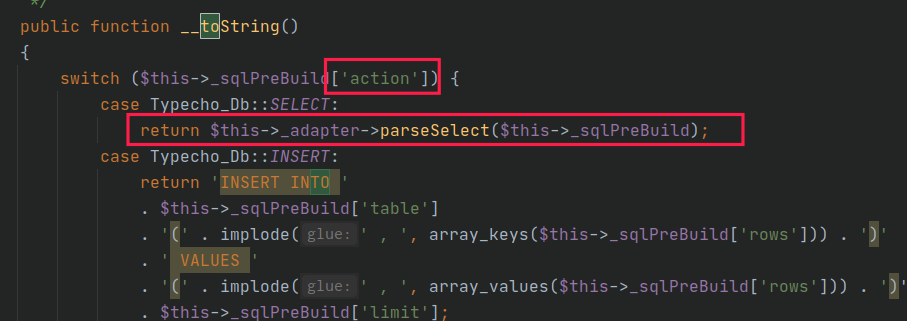 */
public function __toString()
{
switch ($this->_sqlPreBuild['action']) {
case Typecho_Db::SELECT:
return $this->_adapter->parseSelect($this->_sqlPreBuild);
case Typecho_Db::INSERT:
return 'INSERT INTO '
. $this->_sqlPreBuild['table']
. '(' . implode( glue: ' , ', array_keys($this->_sqlPreBuild['rows'])) . ')'
. ' VALUES '
. '(' . implode( glue: ' , ', array_values($this->_sqlPreBuild['rows'])) . ')'
. $this->_sqlPreBuild['limit'];